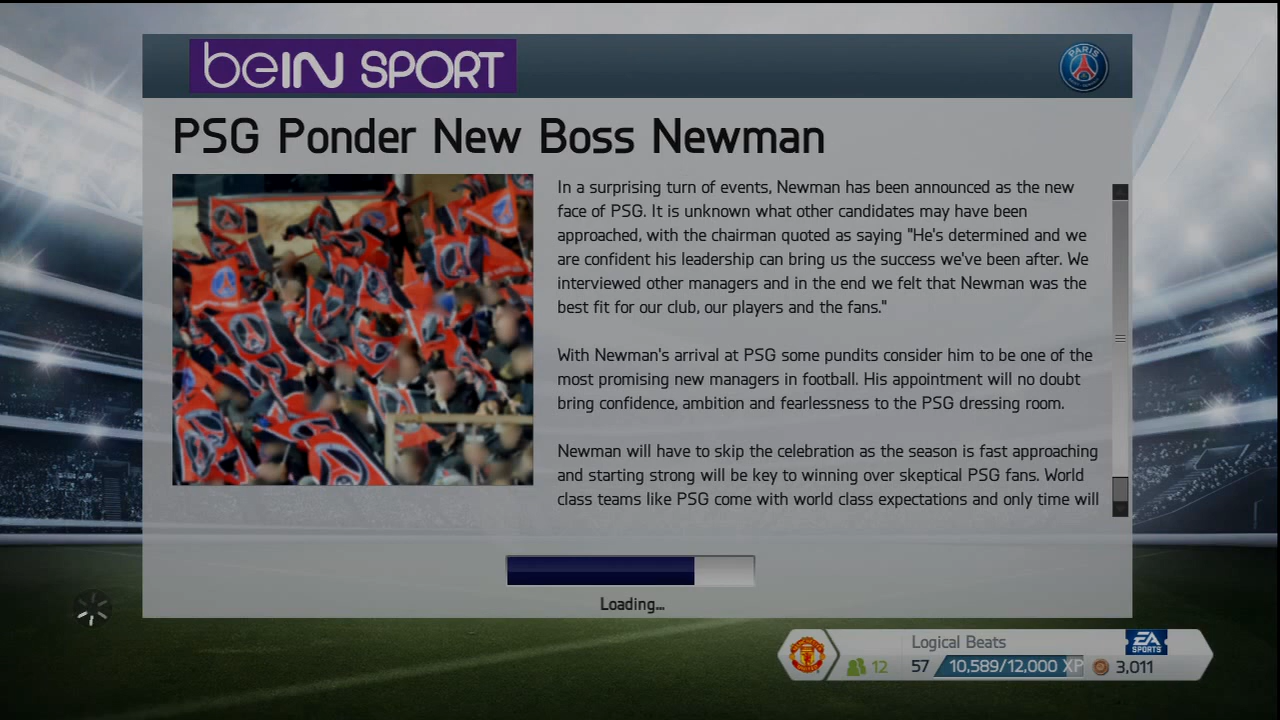 beIN SPORT
PARIS
PSG Ponder New Boss Newman
In a surprising turn of events, Newman has been announced as the new
face of PSG. It is unknown what other candidates may have been
approached, with the chairman quoted as saying "He's determined and we
are confident his leadership can bring us the success we've been after. We
interviewed other managers and in the end we felt that Newman was the
best fit for our club, our players and the fans."
With Newman's arrival at PSG some pundits consider him to be one of the
most promising new managers in football. His appointment will no doubt
bring confidence, ambition and fearlessness to the PSG dressing room.
Newman will have to skip the celebration as the season is fast approaching
and starting strong will be key to winning over skeptical PSG fans. World
class teams like PSG come with world class expectations and only time will
Loading...
Logical Beats
EA
SPORTS
12
57
10,589/12,000 XP
3,011